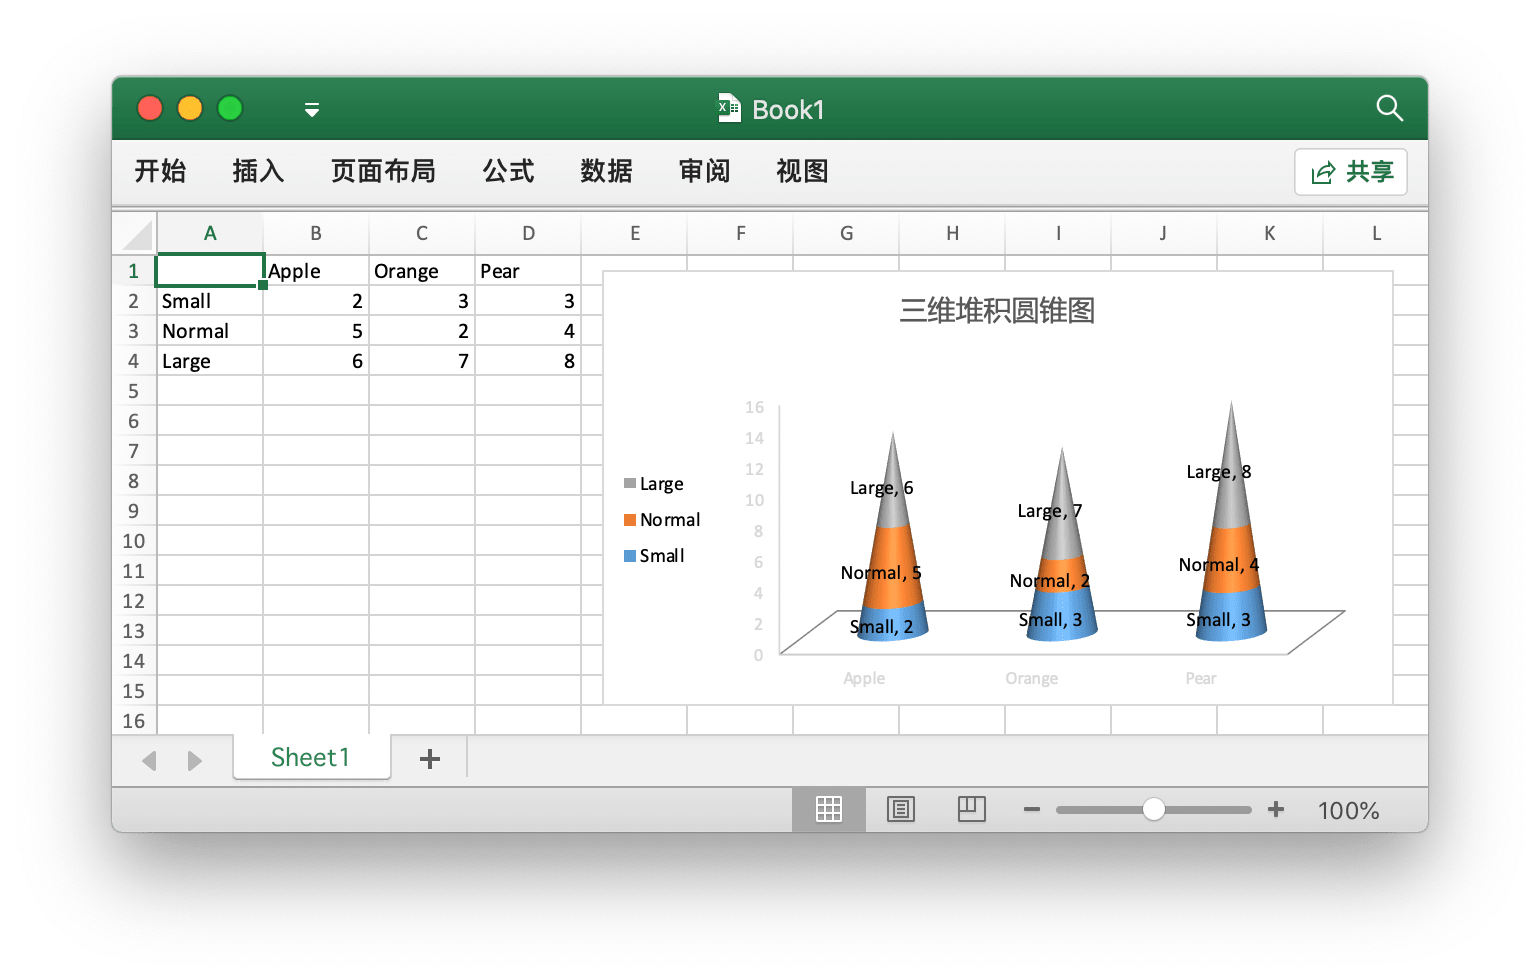 Book1
开始 插入 页面布局 公式 数据 审阅 视图 共享
A B C D E F G H I J K L
1 Apple Orange Pear
2 Small 2 3 3
3 Normal 5 2 4
4 Large 6 7 8
5
6
7
8
9
10
11
12
13
14
15
16
三维堆积圆锥图
16
14
12
10
8
6
4
2
0
Large
Normal
Small
Large, 6
Normal, 5
Small, 2
Large, 7
Normal, 2
Small, 3
Large, 8
Normal, 4
Small, 3
Apple Orange Pear
Sheet1
100%